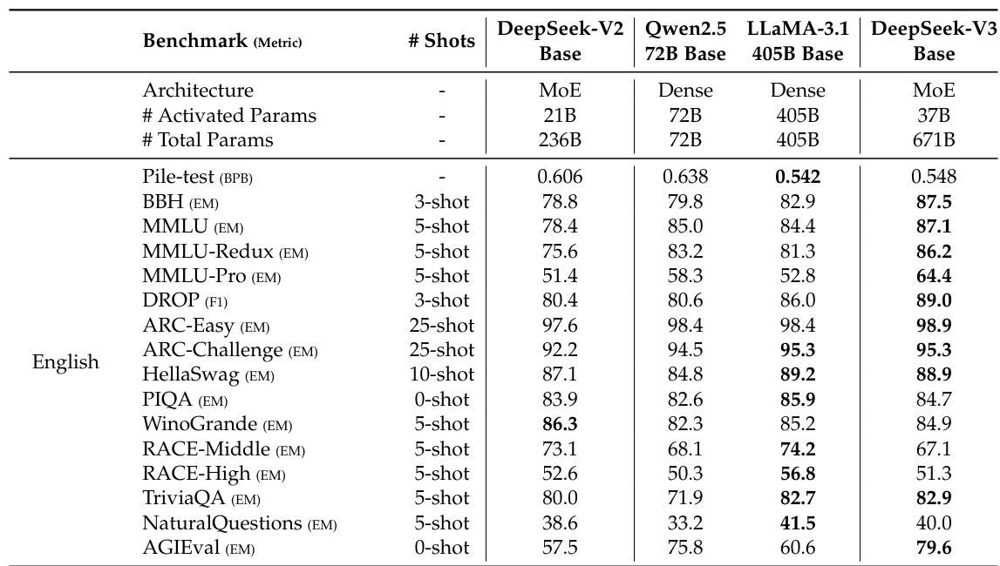 Benchmark (Metric) # Shots DeepSeek-V2 Qwen2.5 LLaMA-3.1 DeepSeek-V3
Base 72B Base 405B Base Base
Architecture - MoE Dense Dense MoE
# Activated Params - 21B 72B 405B 37B
# Total Params - 236B 72B 405B 671B
Pile-test (BPB) - 0.606 0.638 0.542 0.548
BBH (EM) 3-shot 78.8 79.8 82.9 87.5
MMLU (EM) 5-shot 78.4 85.0 84.4 87.1
MMLU-Redux (EM) 5-shot 75.6 83.2 81.3 86.2
MMLU-Pro (EM) 5-shot 51.4 58.3 52.8 64.4
DROP (F1) 3-shot 80.4 80.6 86.0 89.0
ARC-Easy (EM) 25-shot 97.6 98.4 98.4 98.9
ARC-Challenge (EM) 25-shot 92.2 94.5 95.3 95.3
English
HellaSwag (EM) 10-shot 87.1 84.8 89.2 88.9
PIQA (EM) 0-shot 83.9 82.6 85.9 84.7
WinoGrande (EM) 5-shot 86.3 82.3 85.2 84.9
RACE-Middle (EM) 5-shot 73.1 68.1 74.2 67.1
RACE-High (EM) 5-shot 52.6 50.3 56.8 51.3
TriviaQA (EM) 5-shot 80.0 71.9 82.7 82.9
NaturalQuestions (EM) 5-shot 38.6 33.2 41.5 40.0
AGIEval (EM) 0-shot 57.5 75.8 60.6 79.6